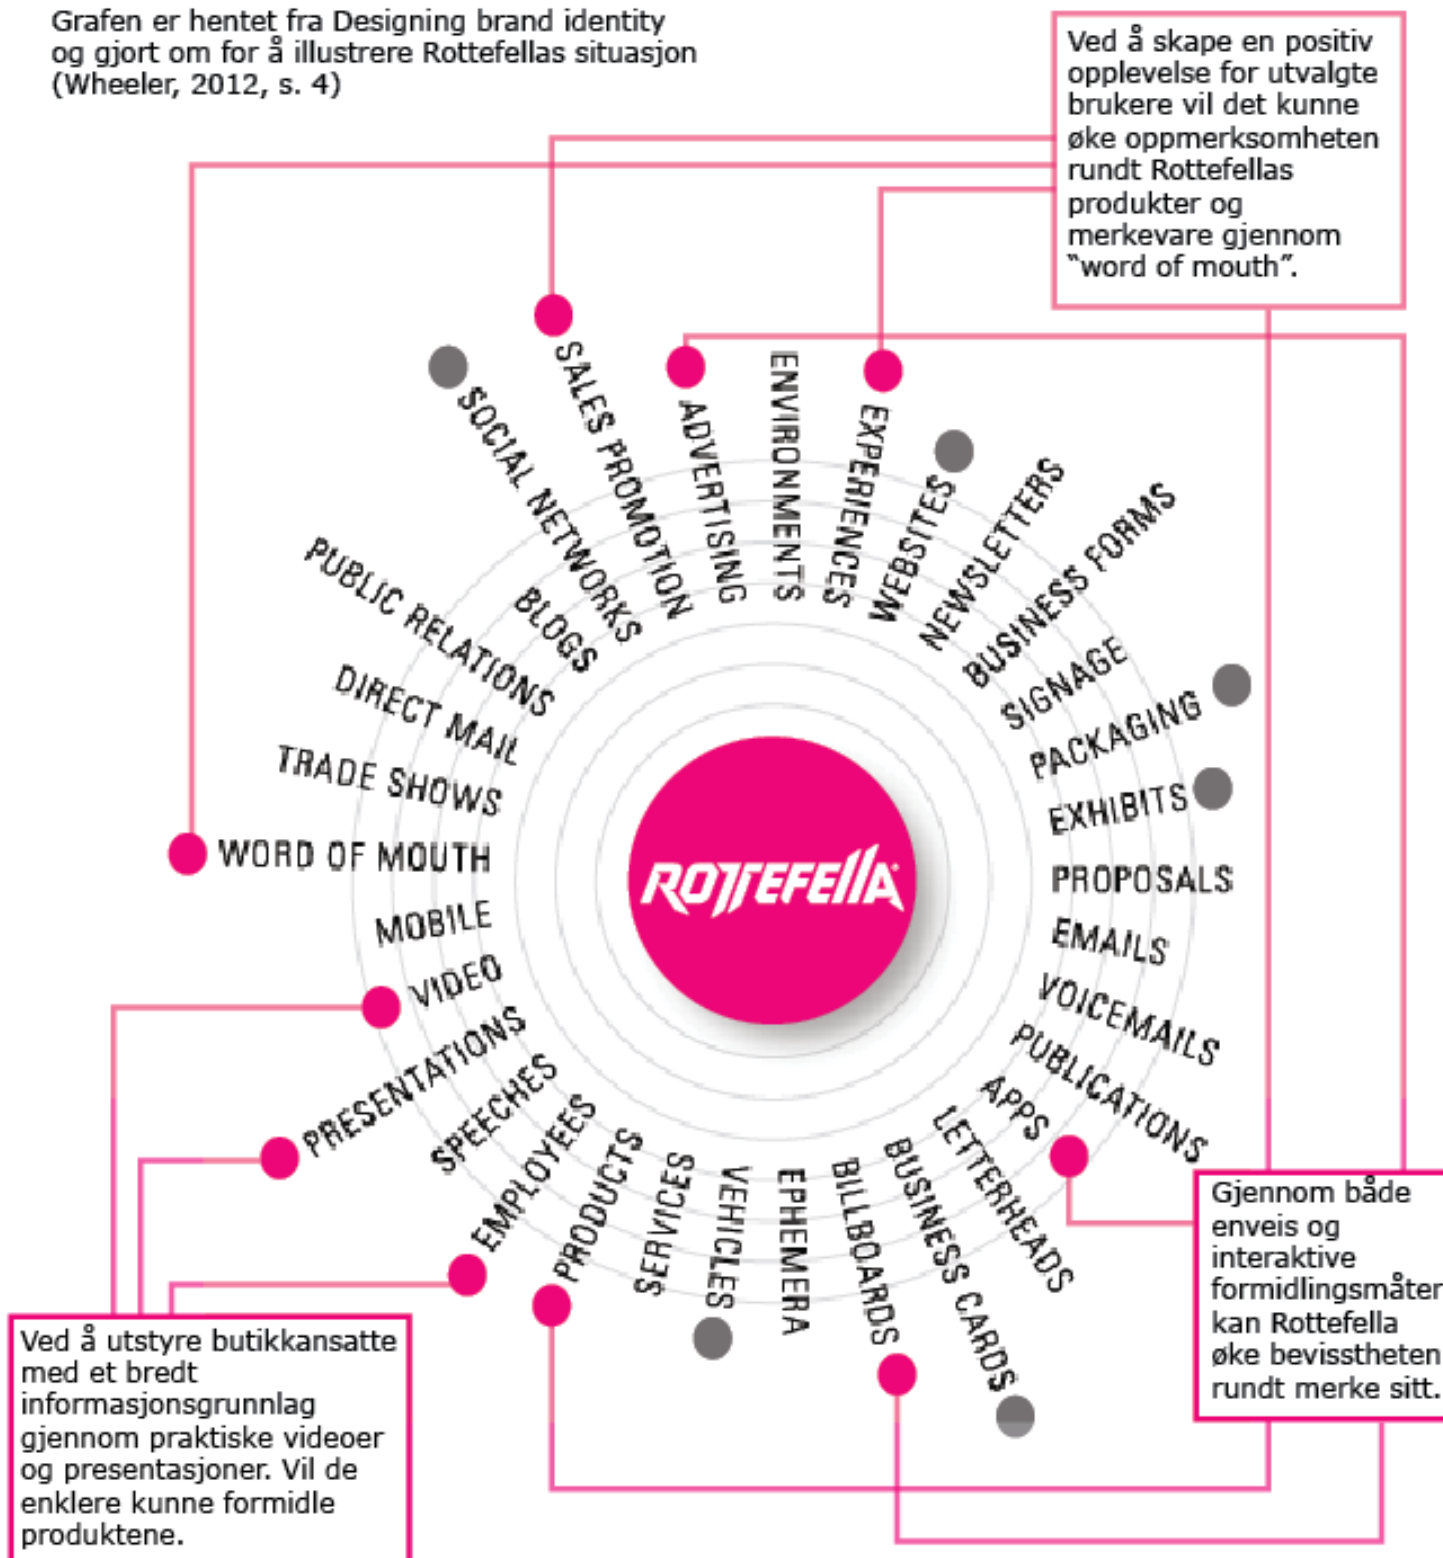 Grafen er hentet fra Designing brand identity
og gjort om for å illustrere Rottefellas situasjon
(Wheeler, 2012, s. 4)
Ved å skape en positiv
opplevelse for utvalgte
brukere vil det kunne
øke oppmerksomheten
rundt Rottefellas
produkter og
merkevare gjennom
“word of mouth”.
ENVIRONMENTS
EXPERIENCES
WEBSITES
NEWSLETTERS
BUSINESS FORMS
SIGNAGE
PACKAGING
EXHIBITS
PROPOSALS
EMAILS
VOICEMAILS
PUBLICATIONS
APPS
LETTERHEADS
BUSINESS CARDS
BILLBOARDS
EPHEMERA
VEHICLES
SERVICES
PRODUCTS
EMPLOYEES
SPEECHES
PRESENTATIONS
VIDEO
MOBILE
WORD OF MOUTH
TRADE SHOWS
DIRECT MAIL
PUBLIC RELATIONS
BLOGS
SOCIAL NETWORKS
SALES PROMOTION
ADVERTISING
ROTTEFELLA
Gjennom både
enveis og
interaktive
formidlingsmåter
kan Rottefella
øke bevisstheten
rundt merke sitt.
Ved å utstyre butikkansatte
med et bredt
informasjonsgrunnlag
gjennom praktiske videoer
og presentasjoner. Vil de
enklere kunne formidle
produktene.